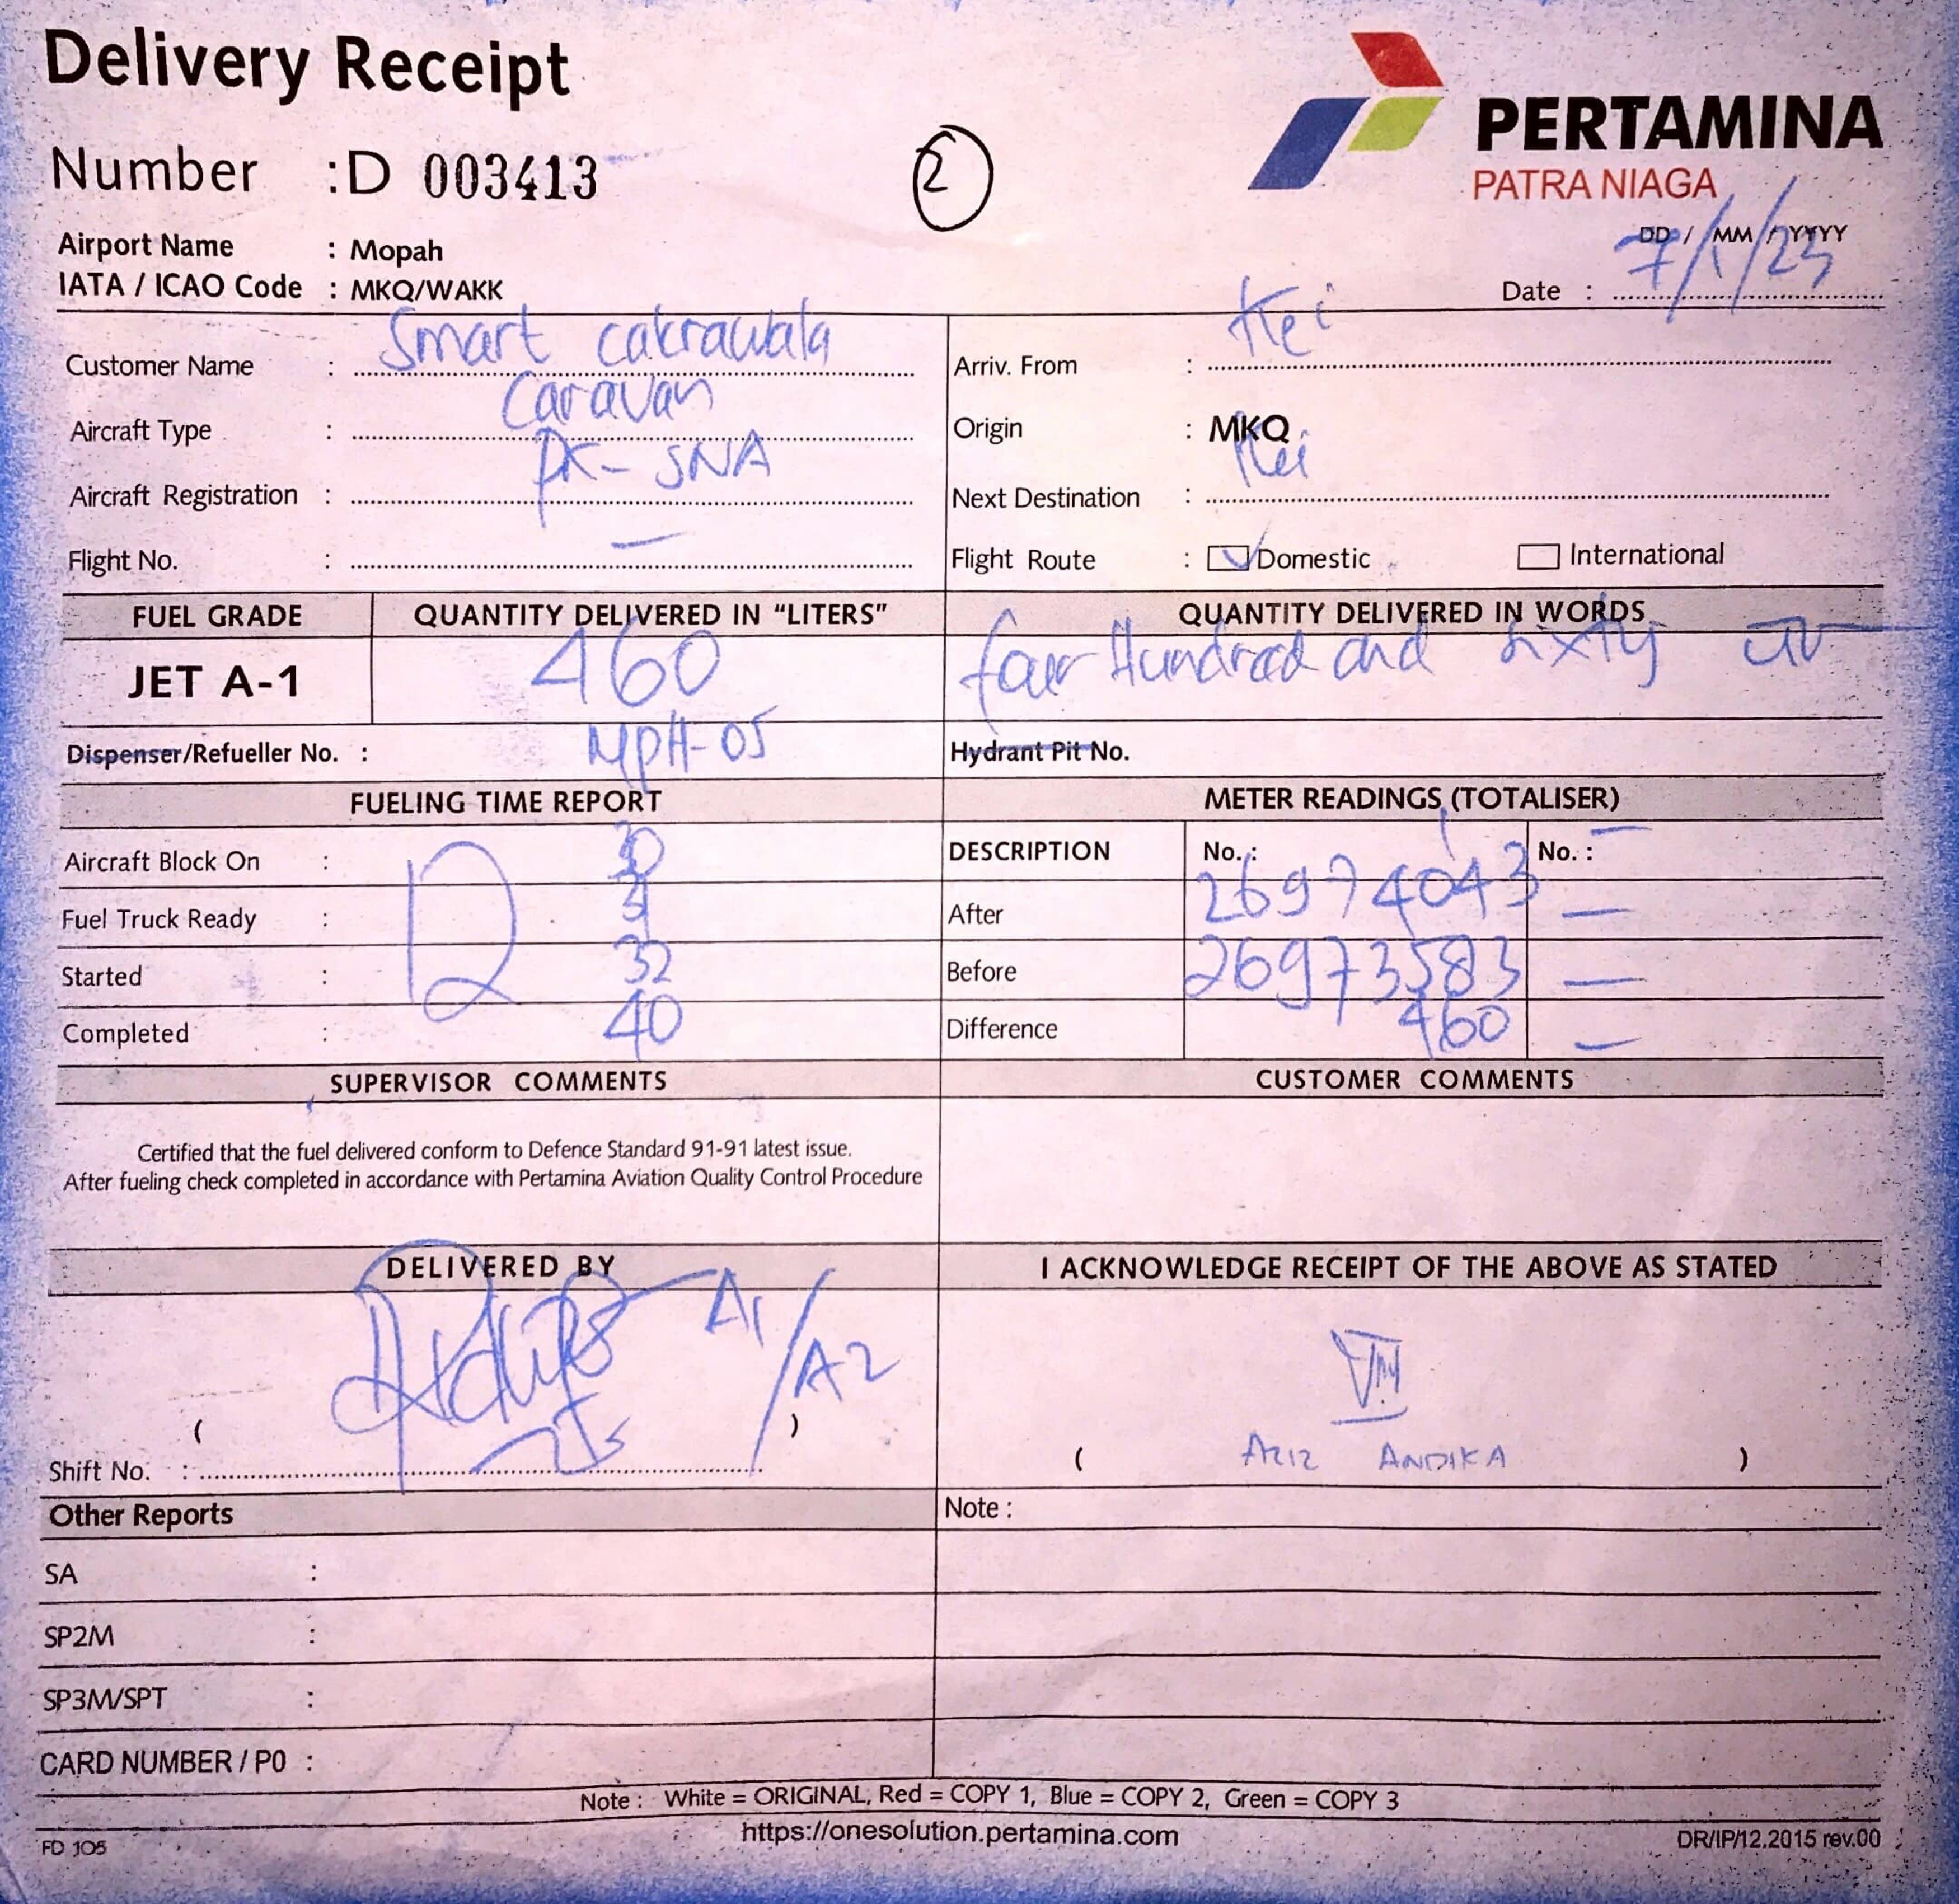 Delivery Receipt
PERTAMINA
PATRA NIAGA
Number : D 003413
2
Airport Name : Mopah
IATA / ICAO Code : MKQ/WAKK
DD / MM / YYYY
Date : 7/1/23
Customer Name : Smart cakrawala
Arriv. From : Kei
Aircraft Type : Caravan
Origin : MKQ
Aircraft Registration : PK-SNA
Next Destination : Kei
Flight No. : —
Flight Route : Domestic International
FUEL GRADE QUANTITY DELIVERED IN “LITERS” QUANTITY DELIVERED IN WORDS
JET A-1 460 four Hundred and sixty
Dispenser/Refueller No. : MPH-05 Hydrant Pit No.
FUELING TIME REPORT METER READINGS (TOTALISER)
Aircraft Block On : 30 DESCRIPTION No. : No. : —
Fuel Truck Ready : 12 31 After 26974043 —
Started : 32 Before 26973583 —
Completed : 40 Difference 460 —
SUPERVISOR COMMENTS CUSTOMER COMMENTS
Certified that the fuel delivered conform to Defence Standard 91-91 latest issue.
After fueling check completed in accordance with Pertamina Aviation Quality Control Procedure
DELIVERED BY I ACKNOWLEDGE RECEIPT OF THE ABOVE AS STATED
A1/A2
( )
( AZIZ ANDIKA )
Shift No. :
Other Reports Note :
SA :
SP2M :
SP3M/SPT :
CARD NUMBER / PO :
Note : White = ORIGINAL, Red = COPY 1, Blue = COPY 2, Green = COPY 3
https://onesolution.pertamina.com
FD 105 DR/IP/12.2015 rev.00